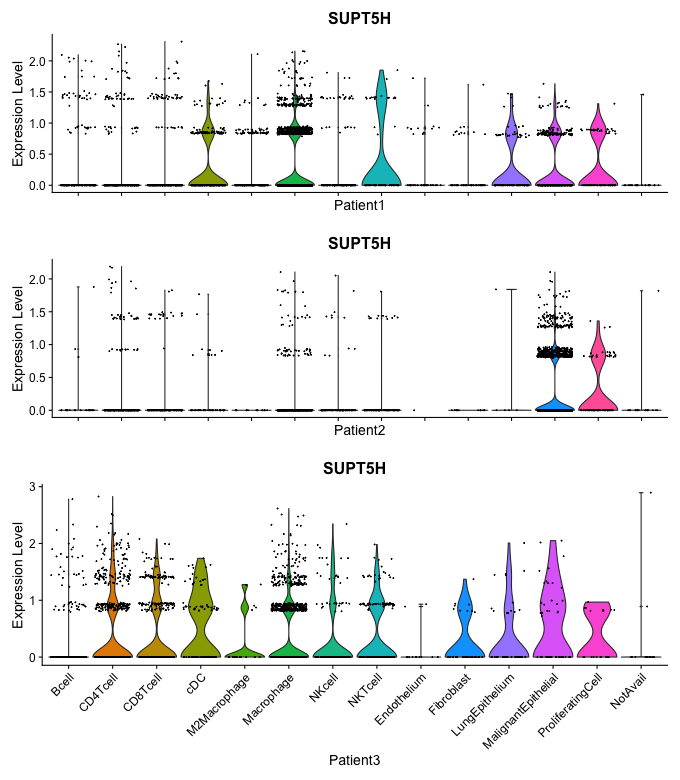 SUPT5H
Expression Level
2.0
1.5
1.0
0.5
0.0
Patient1
SUPT5H
Expression Level
2.0
1.5
1.0
0.5
0.0
Patient2
SUPT5H
Expression Level
3
2
1
0
Bcell
CD4Tcell
CD8Tcell
cDC
M2Macrophage
Macrophage
NKcell
NKTcell
Endothelium
Fibroblast
LungEpithelium
MalignantEpithelial
ProliferatingCell
NotAvail
Patient3